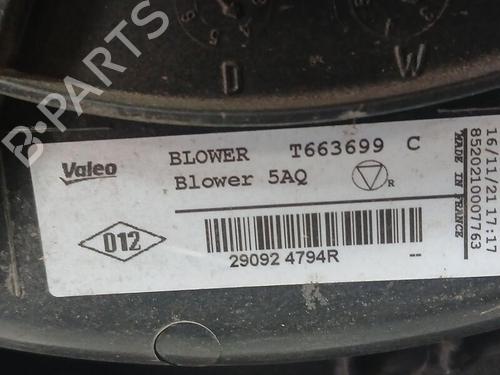 D W
Valeo
BLOWER T663699 C
Blower 5AQ
R
D12
29092 4794R --
MADE IN FRANCE
16/11/21 17:17
8520210007763
B-PARTS